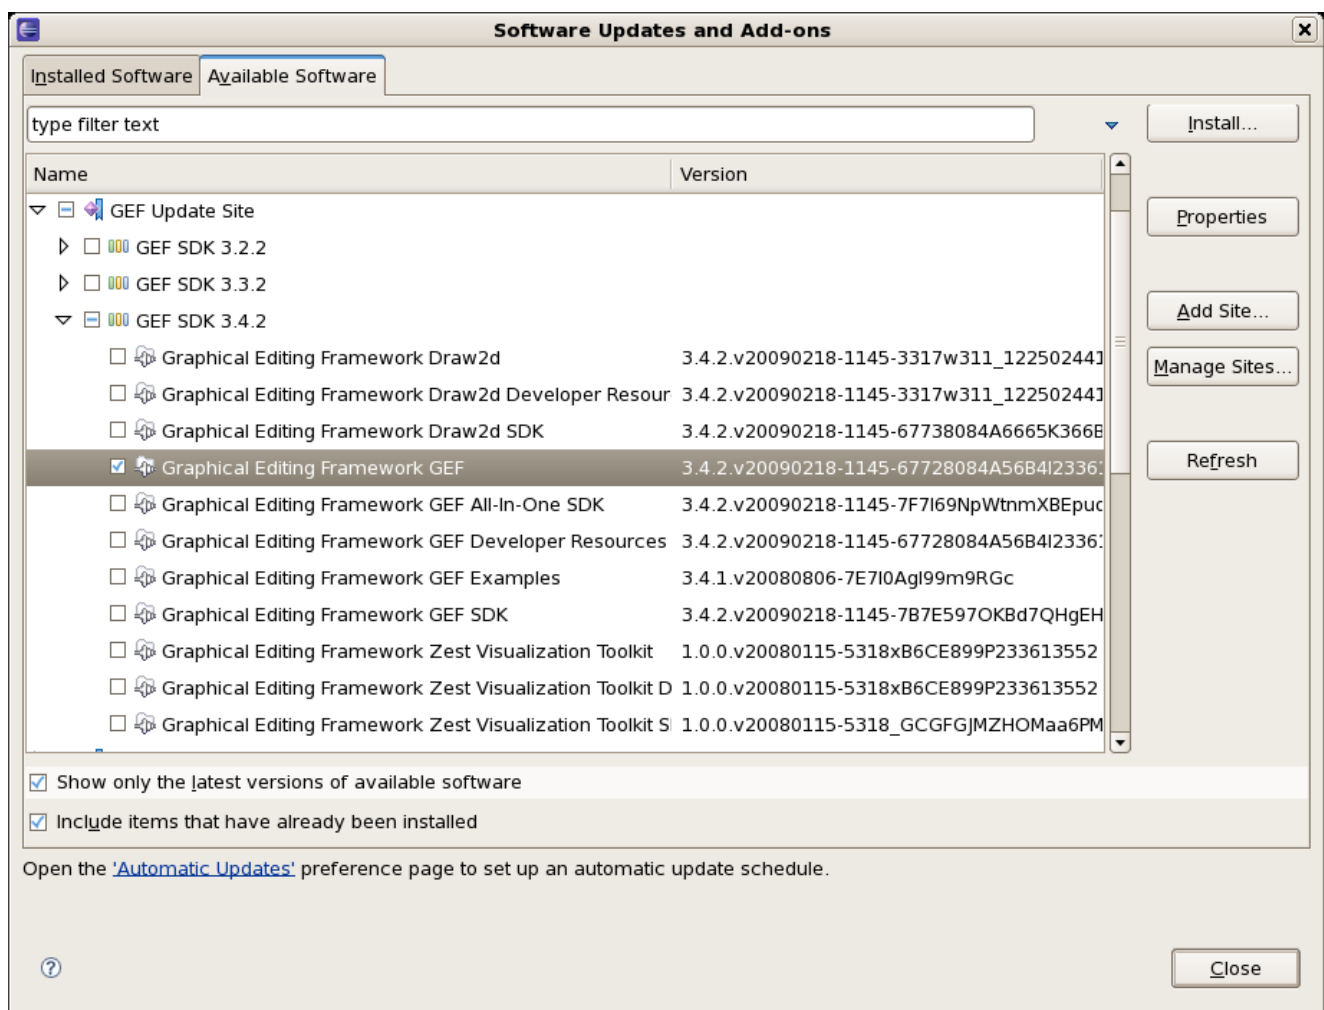 Software Updates and Add-ons
Installed Software Available Software
type filter text Install...
Name Version
GEF Update Site Properties
GEF SDK 3.2.2
GEF SDK 3.3.2
GEF SDK 3.4.2 Add Site...
Graphical Editing Framework Draw2d 3.4.2.v20090218-1145-3317w311_122502441
Manage Sites...
Graphical Editing Framework Draw2d Developer Resour 3.4.2.v20090218-1145-3317w311_122502441
Graphical Editing Framework Draw2d SDK 3.4.2.v20090218-1145-67738084A6665K366B
Graphical Editing Framework GEF 3.4.2.v20090218-1145-67728084A56B4I23361 Refresh
Graphical Editing Framework GEF All-In-One SDK 3.4.2.v20090218-1145-7F7I69NpWtnmXBEpuc
Graphical Editing Framework GEF Developer Resources 3.4.2.v20090218-1145-67728084A56B4I23361
Graphical Editing Framework GEF Examples 3.4.1.v20080806-7E7I0AgI99m9RGc
Graphical Editing Framework GEF SDK 3.4.2.v20090218-1145-7B7E597OKBd7QHgEH
Graphical Editing Framework Zest Visualization Toolkit 1.0.0.v20080115-5318xB6CE899P233613552
Graphical Editing Framework Zest Visualization Toolkit D 1.0.0.v20080115-5318xB6CE899P233613552
Graphical Editing Framework Zest Visualization Toolkit S 1.0.0.v20080115-5318_GCGFGJMZHOMaa6PM
Show only the latest versions of available software
Include items that have already been installed
Open the 'Automatic Updates' preference page to set up an automatic update schedule.
Close